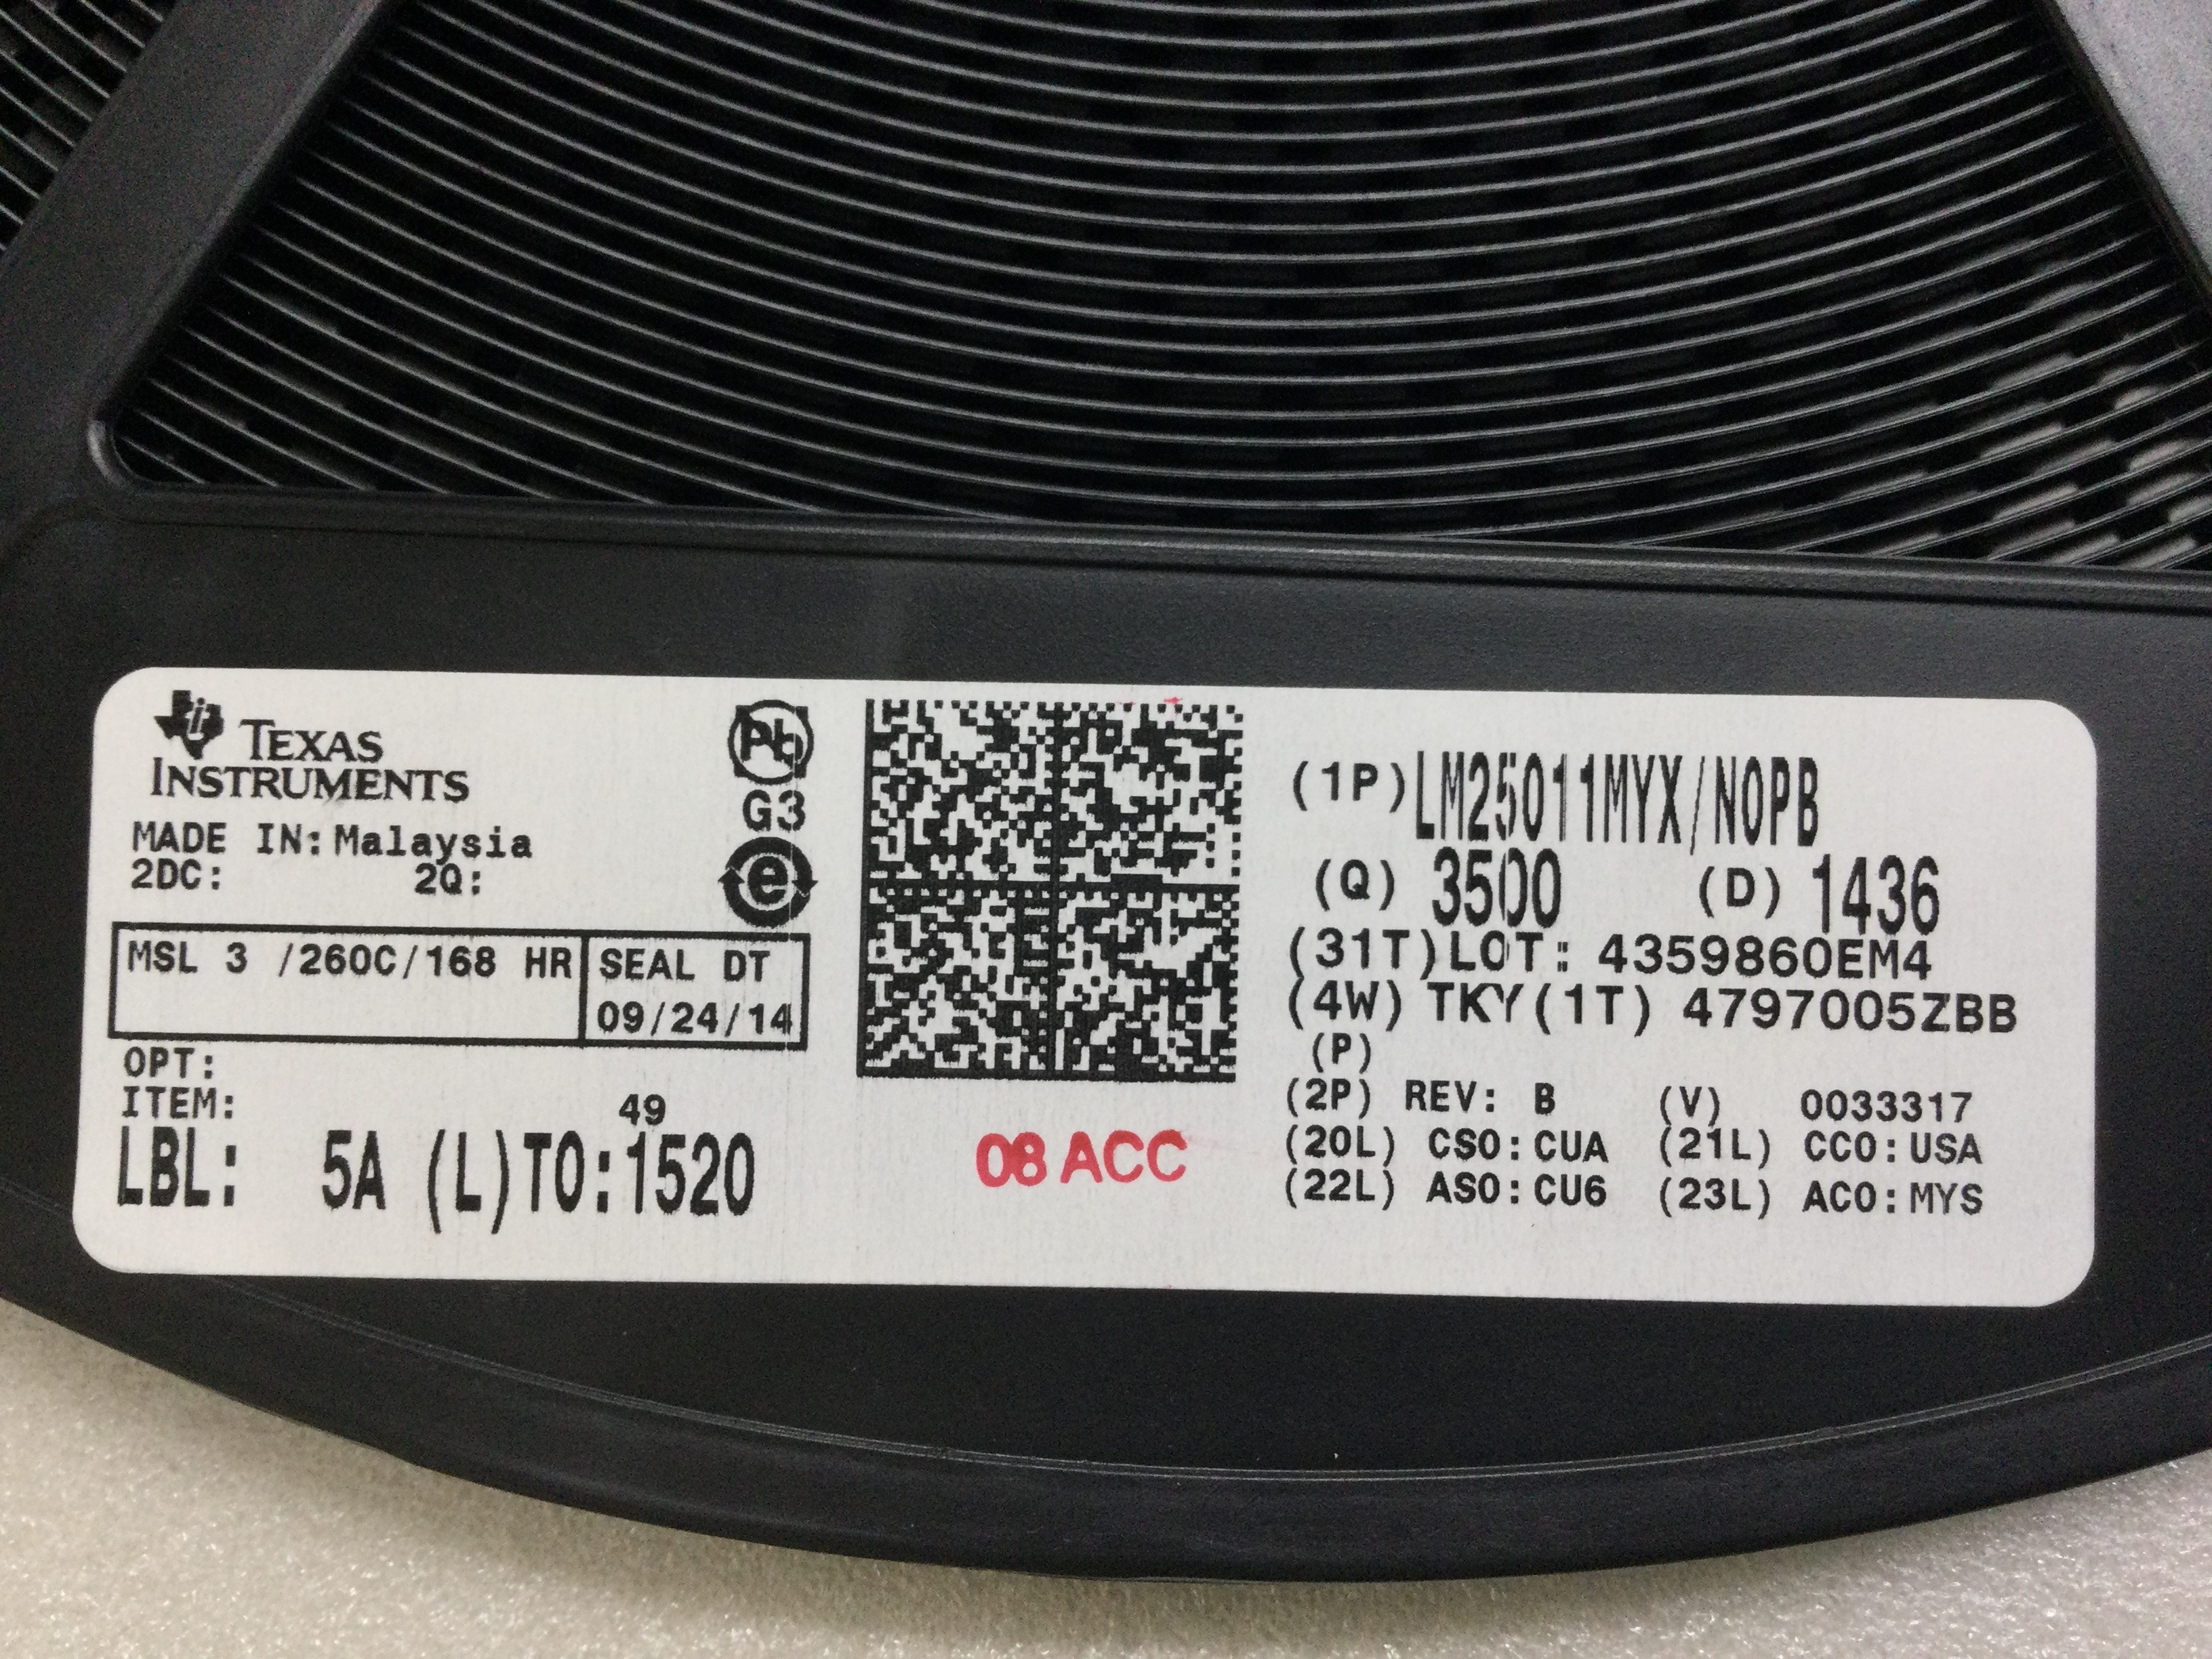 TEXAS
INSTRUMENTS
MADE IN: Malaysia
2DC: 2Q:
MSL 3 /260C/168 HR
SEAL DT
09/24/14
OPT:
ITEM:
49
LBL: 5A (L)TO:1520
Pb
G3
e
08 ACC
(1P)LM25011MYX/NOPB
(Q) 3500 (D) 1436
(31T)LOT: 4359860EM4
(4W) TKY(1T) 4797005ZBB
(P)
(2P) REV: B (V) 0033317
(20L) CSO:CUA (21L) CCO:USA
(22L) ASO:CU6 (23L) ACO:MYS